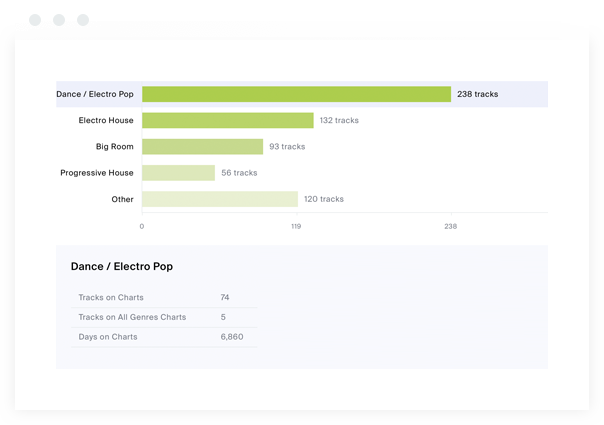 Dance / Electro Pop 238 tracks
Electro House 132 tracks
Big Room 93 tracks
Progressive House 56 tracks
Other 120 tracks
0 119 238
Dance / Electro Pop
Tracks on Charts 74
Tracks on All Genres Charts 5
Days on Charts 6,860